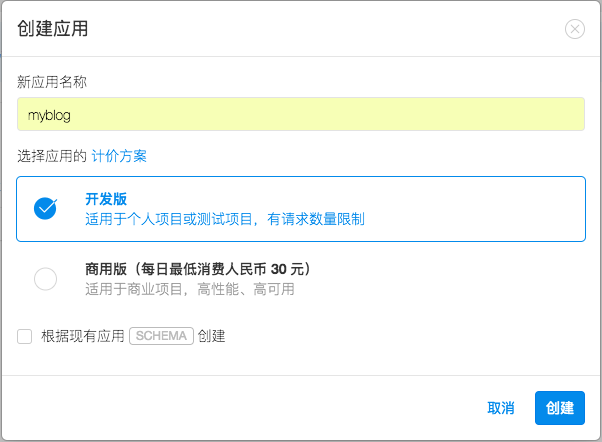 创建应用
新应用名称
myblog
选择应用的 计价方案
开发版
适用于个人项目或测试项目，有请求数量限制
商用版（每日最低消费人民币 30 元）
适用于商业项目，高性能、高可用
根据现有应用 SCHEMA 创建
取消 创建